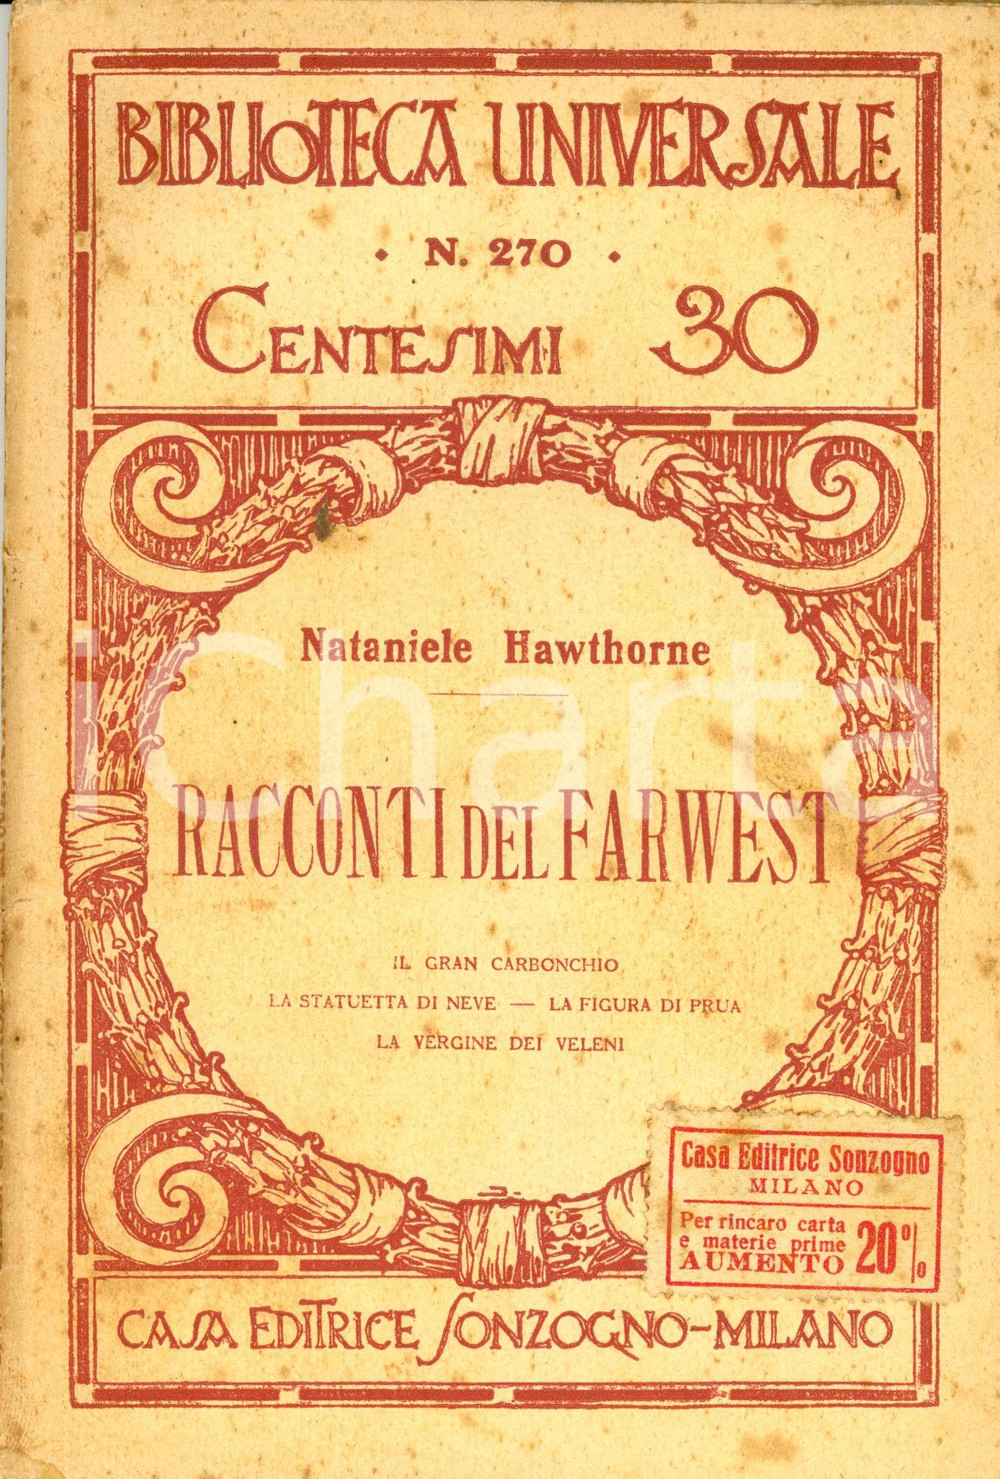 BIBLIOTECA UNIVERSALE
• N. 270 •
CENTESIMI 30
Nataniele Hawthorne
RACCONTI DEL FARWEST
IL GRAN CARBONCHIO
LA STATUETTA DI NEVE — LA FIGURA DI PRUA
LA VERGINE DEI VELENI
iCharta
Casa Editrice Sonzogno
MILANO
Per rincaro carta
e materie prime
AUMENTO 20%
CASA EDITRICE SONZOGNO-MILANO